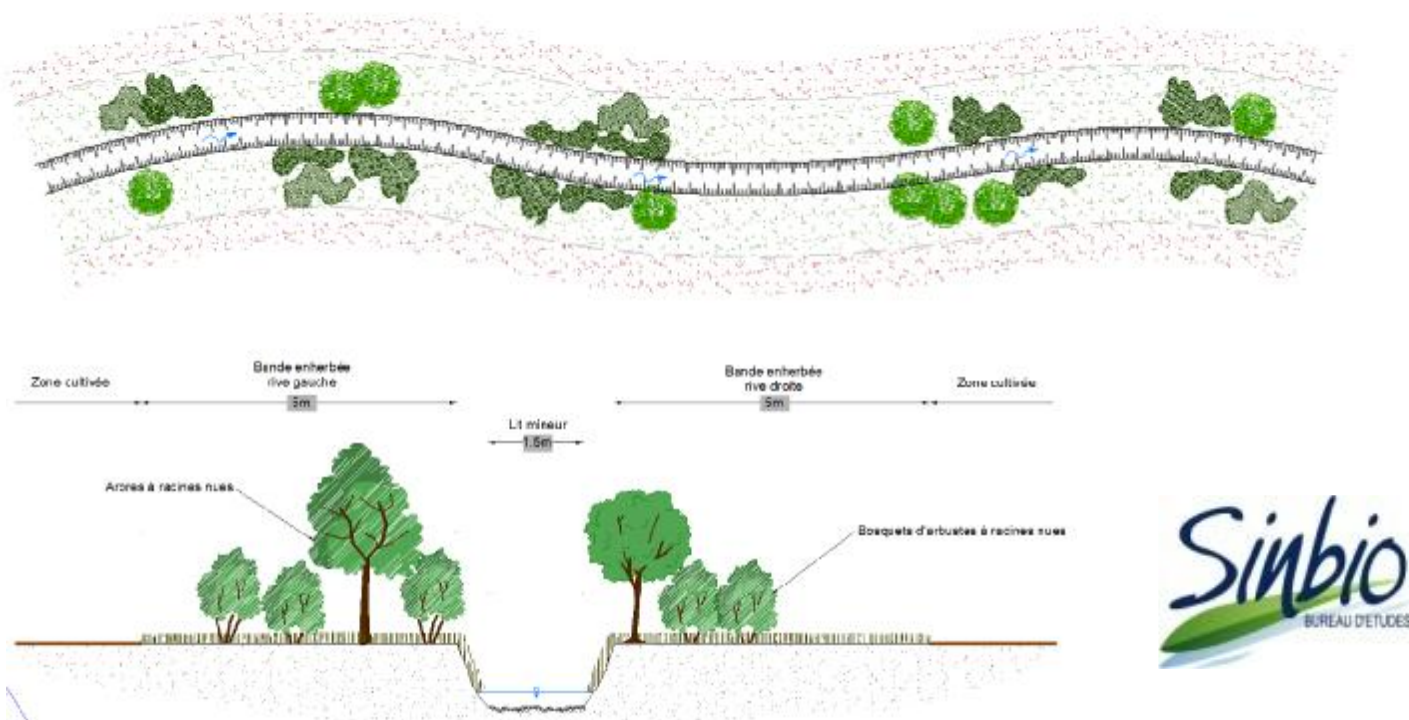 Zone cultivée
Bande enherbée
rive gauche
5m
Lit mineur
1.5m
Bande enherbée
rive droite
5m
Zone cultivée
Arbres à racines nues
Bosquets d'arbustes à racines nues
Sinbio
BUREAU D'ETUDES